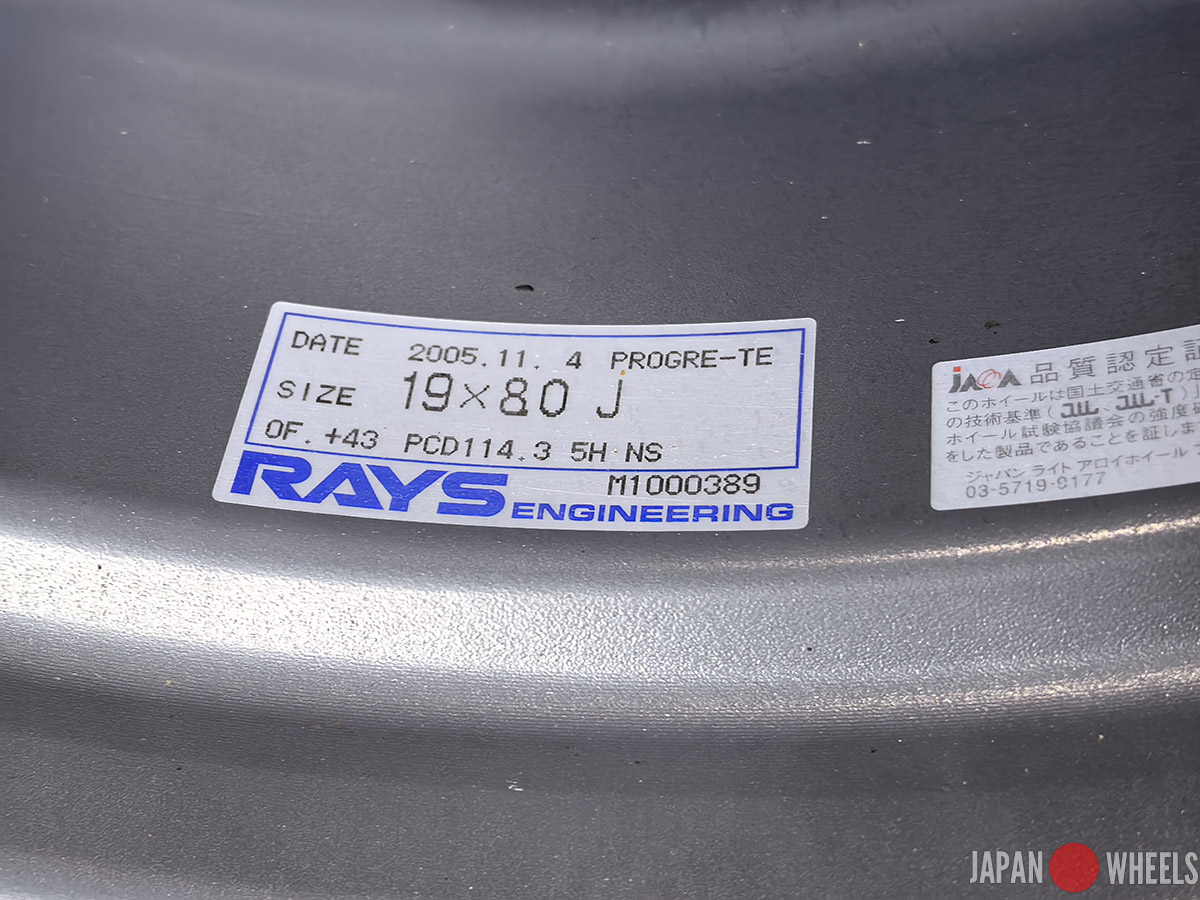 DATE 2005.11. 4 PROGRE-TE
SIZE 19×8.0 J
OF. +43 PCD114.3 5H NS
M1000389
RAYS ENGINEERING
JAWA 品質認定証
このホイールは国土交通省の定
の技術基準(JWL、JWL-T)
ホイール試験協議会の強度
をした製品であることを証しま
ジャパン ライト アロイホイール
03-5719-9177
JAPAN WHEELS